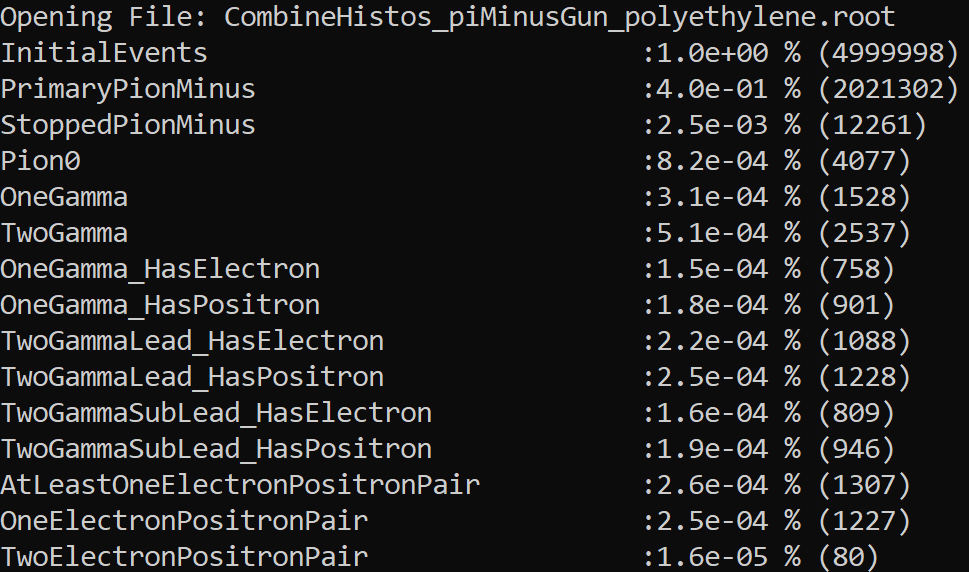 Opening File: CombineHistos_piMinusGun_polyethylene.root
InitialEvents :1.0e+00 % (4999998)
PrimaryPionMinus :4.0e-01 % (2021302)
StoppedPionMinus :2.5e-03 % (12261)
Pion0 :8.2e-04 % (4077)
OneGamma :3.1e-04 % (1528)
TwoGamma :5.1e-04 % (2537)
OneGamma_HasElectron :1.5e-04 % (758)
OneGamma_HasPositron :1.8e-04 % (901)
TwoGammaLead_HasElectron :2.2e-04 % (1088)
TwoGammaLead_HasPositron :2.5e-04 % (1228)
TwoGammaSubLead_HasElectron :1.6e-04 % (809)
TwoGammaSubLead_HasPositron :1.9e-04 % (946)
AtLeastOneElectronPositronPair :2.6e-04 % (1307)
OneElectronPositronPair :2.5e-04 % (1227)
TwoElectronPositronPair :1.6e-05 % (80)